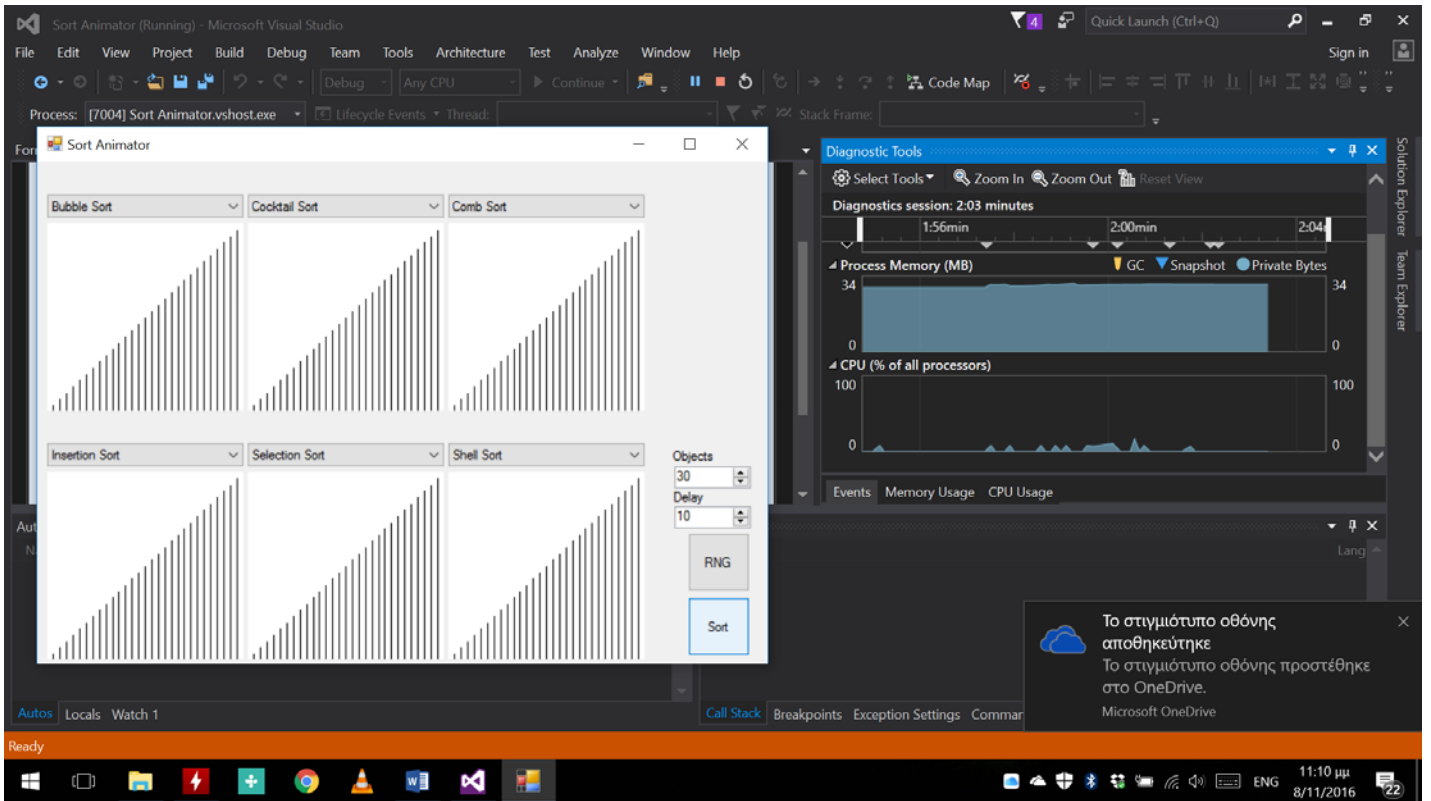 Sort Animator (Running) - Microsoft Visual Studio
4
Quick Launch (Ctrl+Q)
File Edit View Project Build Debug Team Tools Architecture Test Analyze Window Help
Sign in
Debug Any CPU Continue Code Map
Process: [7004] Sort Animator.vshost.exe Lifecycle Events Thread: Stack Frame:
Sort Animator
Bubble Sort Cocktail Sort Comb Sort
Insertion Sort Selection Sort Shell Sort
Objects
30
Delay
10
RNG
Sort
Diagnostic Tools
Select Tools Zoom In Zoom Out Reset View
Diagnostics session: 2:03 minutes
1:56min 2:00min 2:04
Process Memory (MB) GC Snapshot Private Bytes
34 34
0 0
CPU (% of all processors)
100 100
0 0
Events Memory Usage CPU Usage
Solution Explorer
Team Explorer
Lang
Το στιγμιότυπο οθόνης
αποθηκεύτηκε
Το στιγμιότυπο οθόνης προστέθηκε
στο OneDrive.
Microsoft OneDrive
Autos Locals Watch 1
Call Stack Breakpoints Exception Settings Commar
Ready
ENG
11:10 μμ
8/11/2016
22